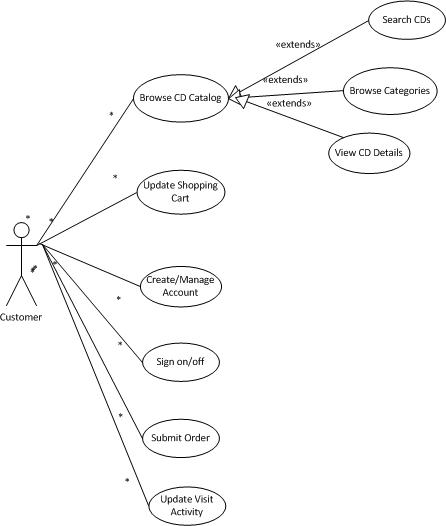 Search CDs
«extends»
Browse CD Catalog
«extends»
Browse Categories
«extends»
*
View CD Details
*
Update Shopping
Cart
*
*
*
**
Create/Manage
Account
*
Customer
*
Sign on/off
*
Submit Order
*
Update Visit
Activity